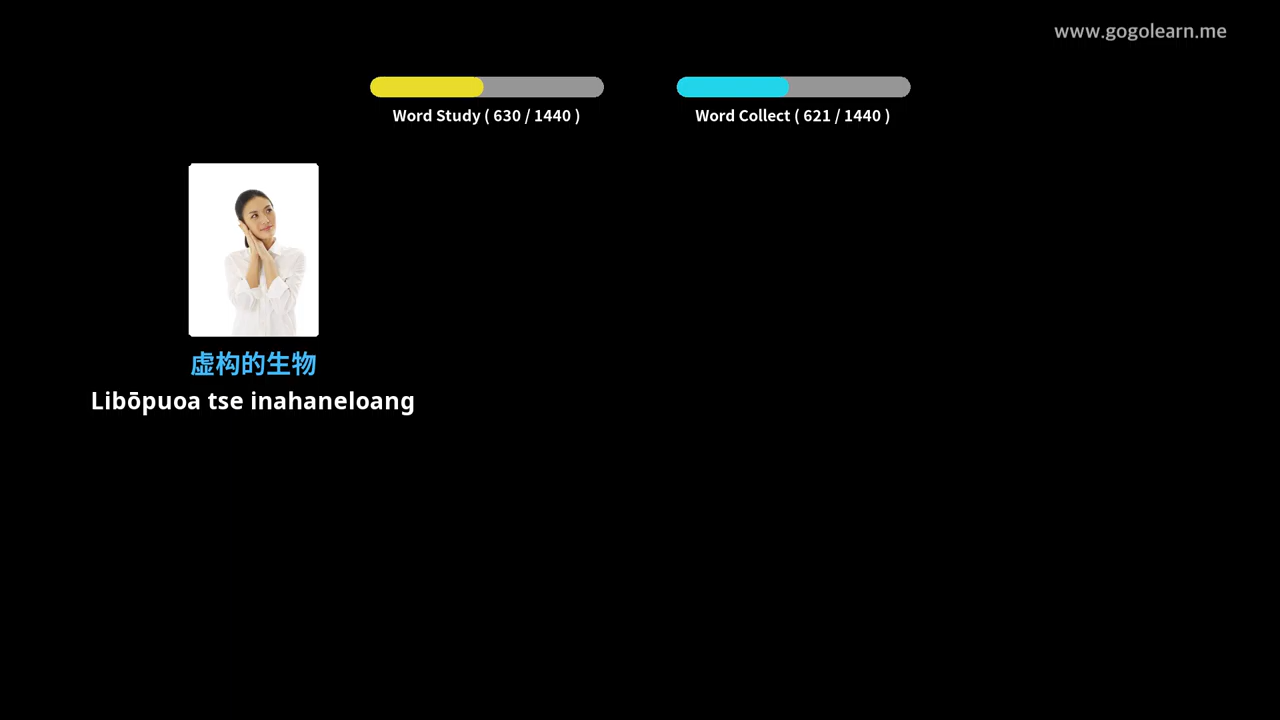 www.gogolearn.me
Word Study ( 630 / 1440 )
Word Collect ( 621 / 1440 )
虚构的生物
Libōpuoa tse inahaneloang